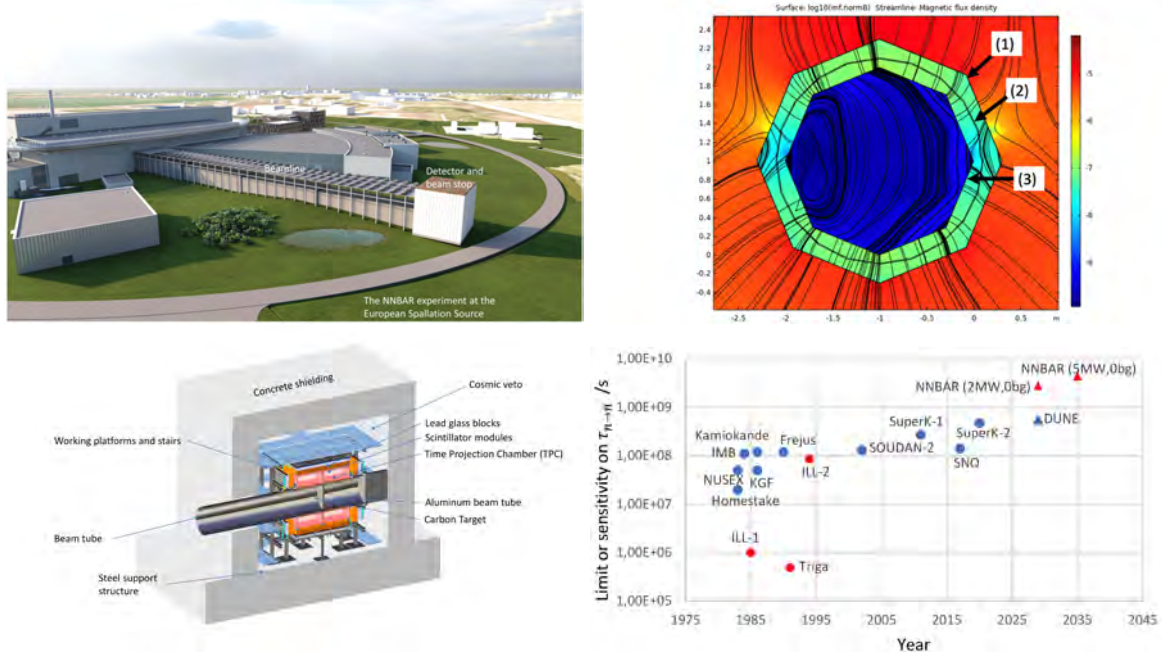 Beamline
Detector and
beam stop
The NNBAR experiment at the
European Spallation Source
Surface: log10(mf.normB) Streamline: Magnetic flux density
2.4
2.2
2
1.8
1.6
1.4
1.2
1
0.8
0.6
0.4
0.2
0
-0.2
-0.4
-2.5
-2
-1.5
-1
-0.5
0
0.5
m
(1)
(2)
(3)
-5
-6
-7
-8
-9
Concrete shielding
Cosmic veto
Lead glass blocks
Working platforms and stairs
Scintillator modules
Time Projection Chamber (TPC)
Aluminum beam tube
Carbon Target
Beam tube
Steel support
structure
Limit or sensitivity on τn→n̄ /s
1,00E+10
1,00E+09
1,00E+08
1,00E+07
1,00E+06
1,00E+05
NNBAR (5MW,0bg)
NNBAR (2MW,0bg)
DUNE
SuperK-1
SuperK-2
Kamiokande
Frejus
IMB
SOUDAN-2
ILL-2
SNO
NUSEX
KGF
Homestake
ILL-1
Triga
1975
1985
1995
2005
2015
2025
2035
2045
Year